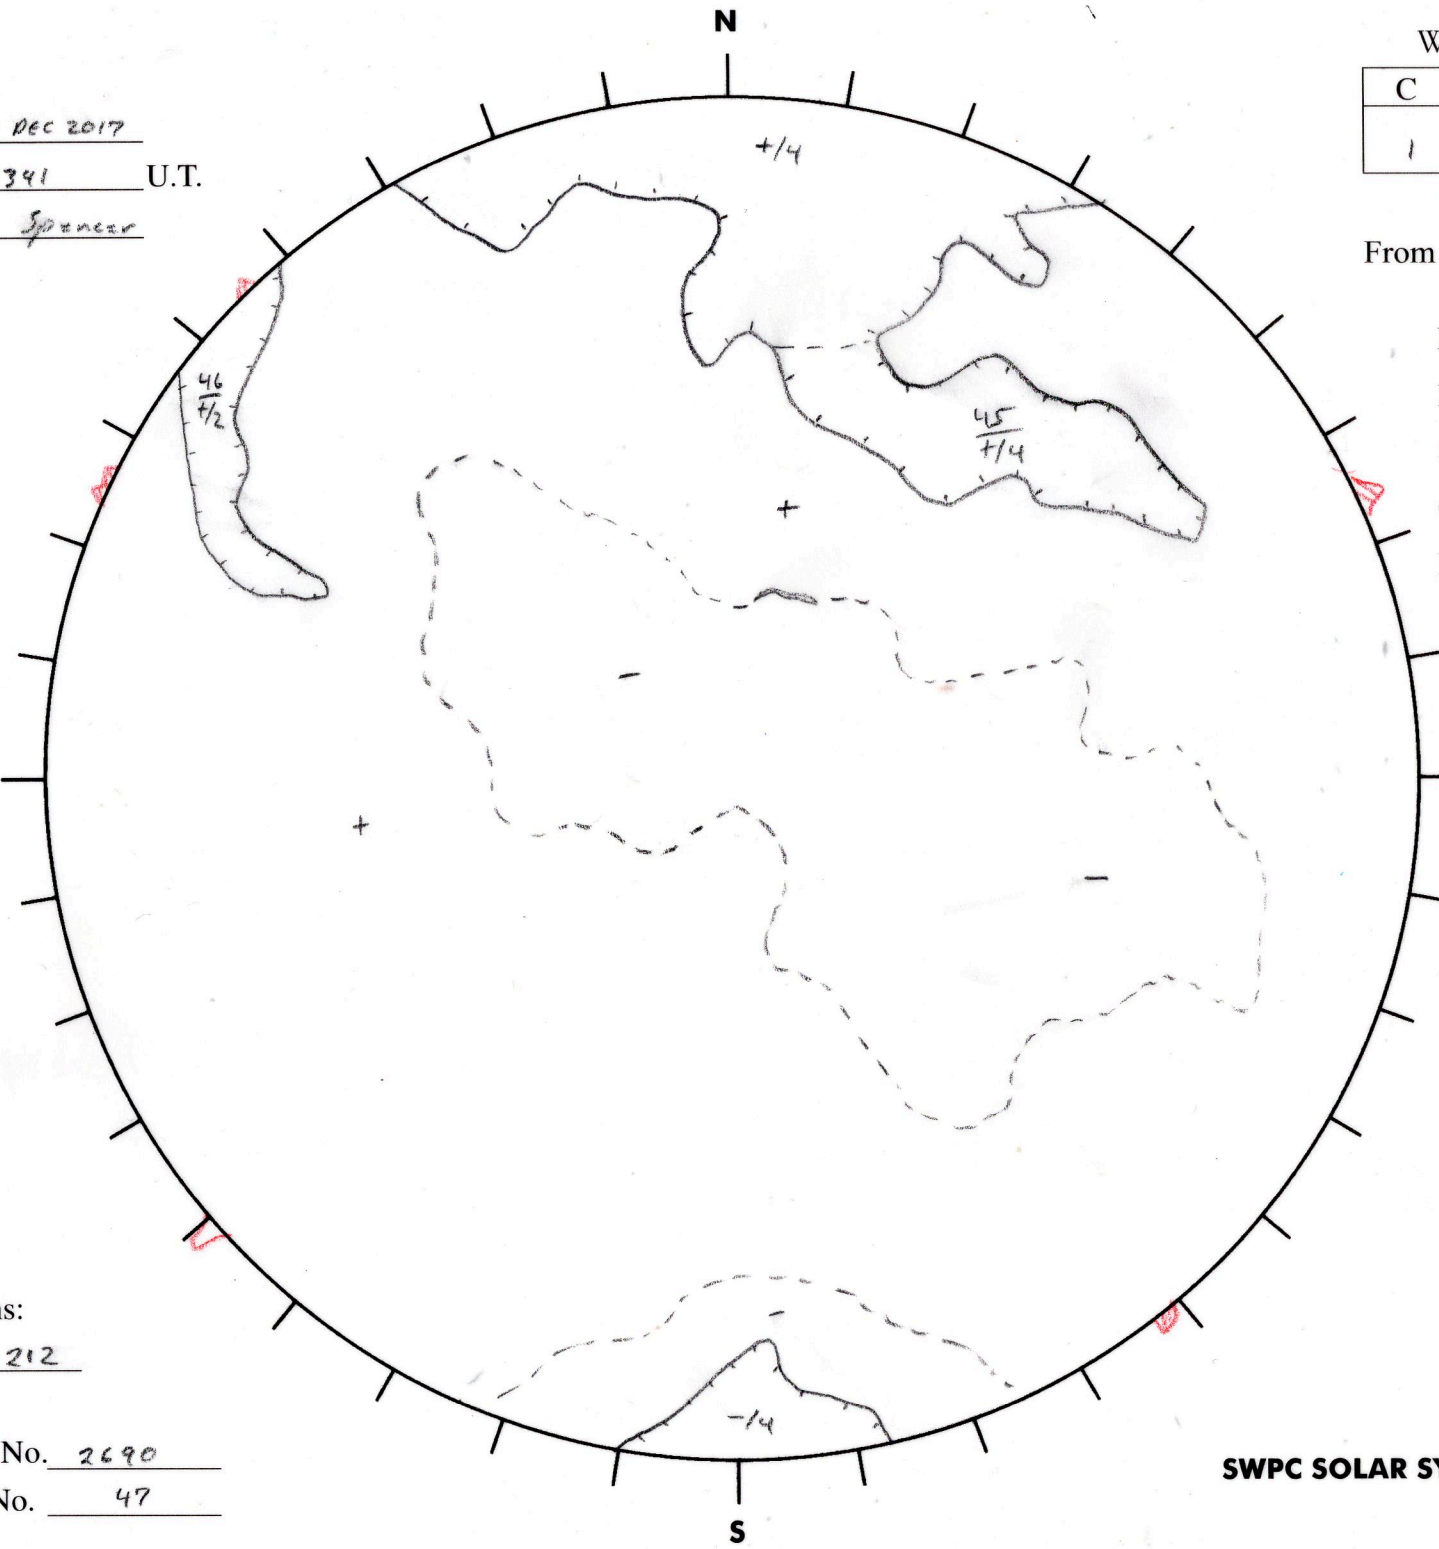 N
W
C
1
DEC 2017
341 U.T.
Spencer
From
+/4
46
+/2
45
+/4
+
-
+
-
-
-/4
ns:
212
No. 2690
No. 47
SWPC SOLAR SY
S